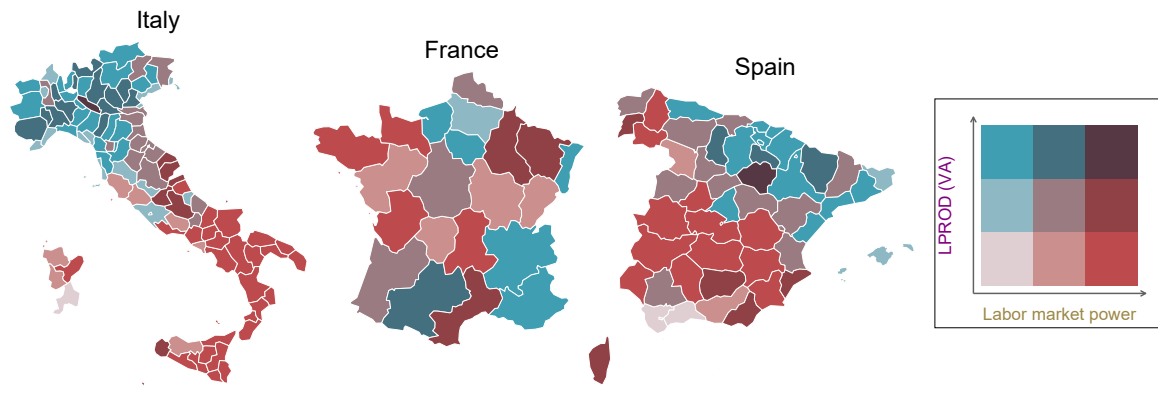 Italy
France
Spain
LPROD (VA)
Labor market power